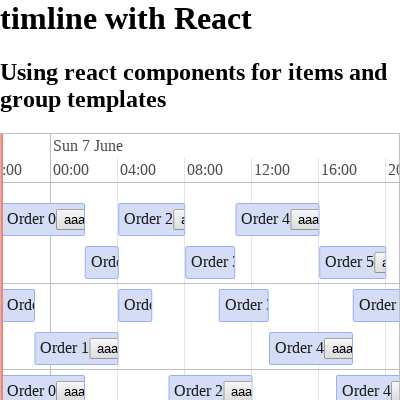 timline with React
Using react components for items and
group templates
Sun 7 June
:00 00:00 04:00 08:00 12:00 16:00 20
Order 0 aaa Order 2 a Order 4 aaa
Orde Order Order 5 a
Orde Orde Order Order
Order 1 aaa Order 4 aaa
Order 0 aaa Order 2 aaa Order 4